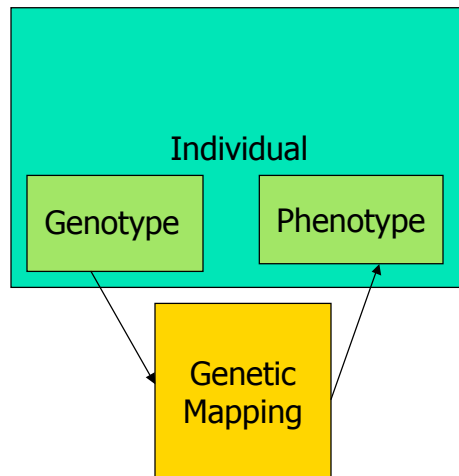 Individual
Genotype
Phenotype
Genetic
Mapping